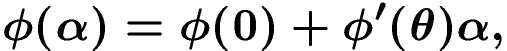 ϕ(α) = ϕ(0) + ϕ′(θ)α,